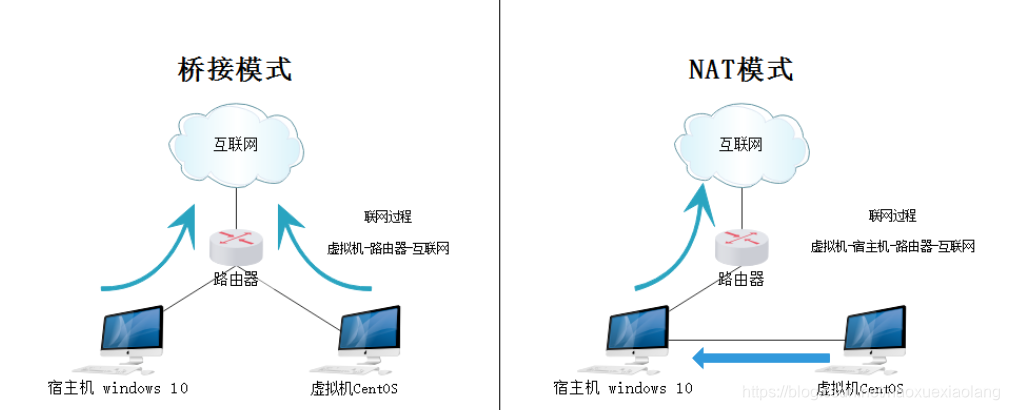 桥接模式
互联网
联网过程
虚拟机-路由器-互联网
路由器
宿主机 windows 10
虚拟机CentOS
NAT模式
互联网
联网过程
虚拟机-宿主机-路由器-互联网
路由器
宿主机 windows 10
虚拟机CentOS